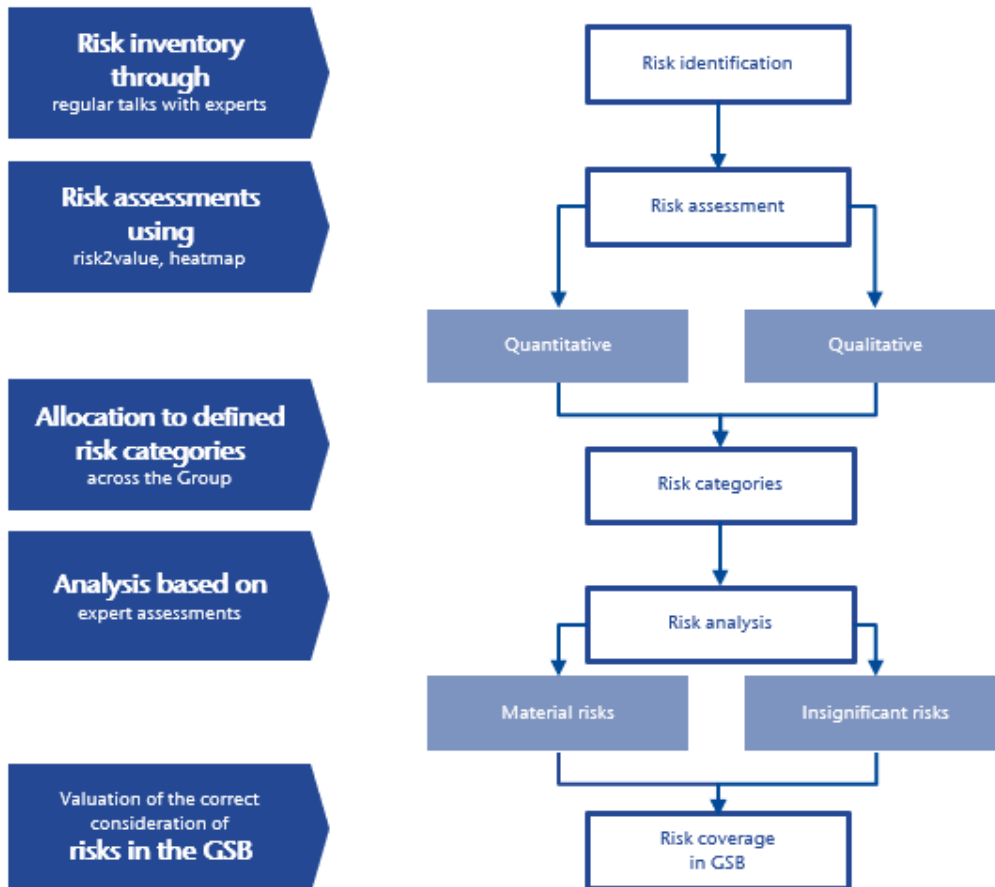 Risk inventory
through
regular talks with experts
Risk identification
Risk assessments
using
risk2value, heatmap
Risk assessment
Quantitative
Qualitative
Allocation to defined
risk categories
across the Group
Risk categories
Analysis based on
expert assessments
Risk analysis
Material risks
Insignificant risks
Valuation of the correct
consideration of
risks in the GSB
Risk coverage
in GSB